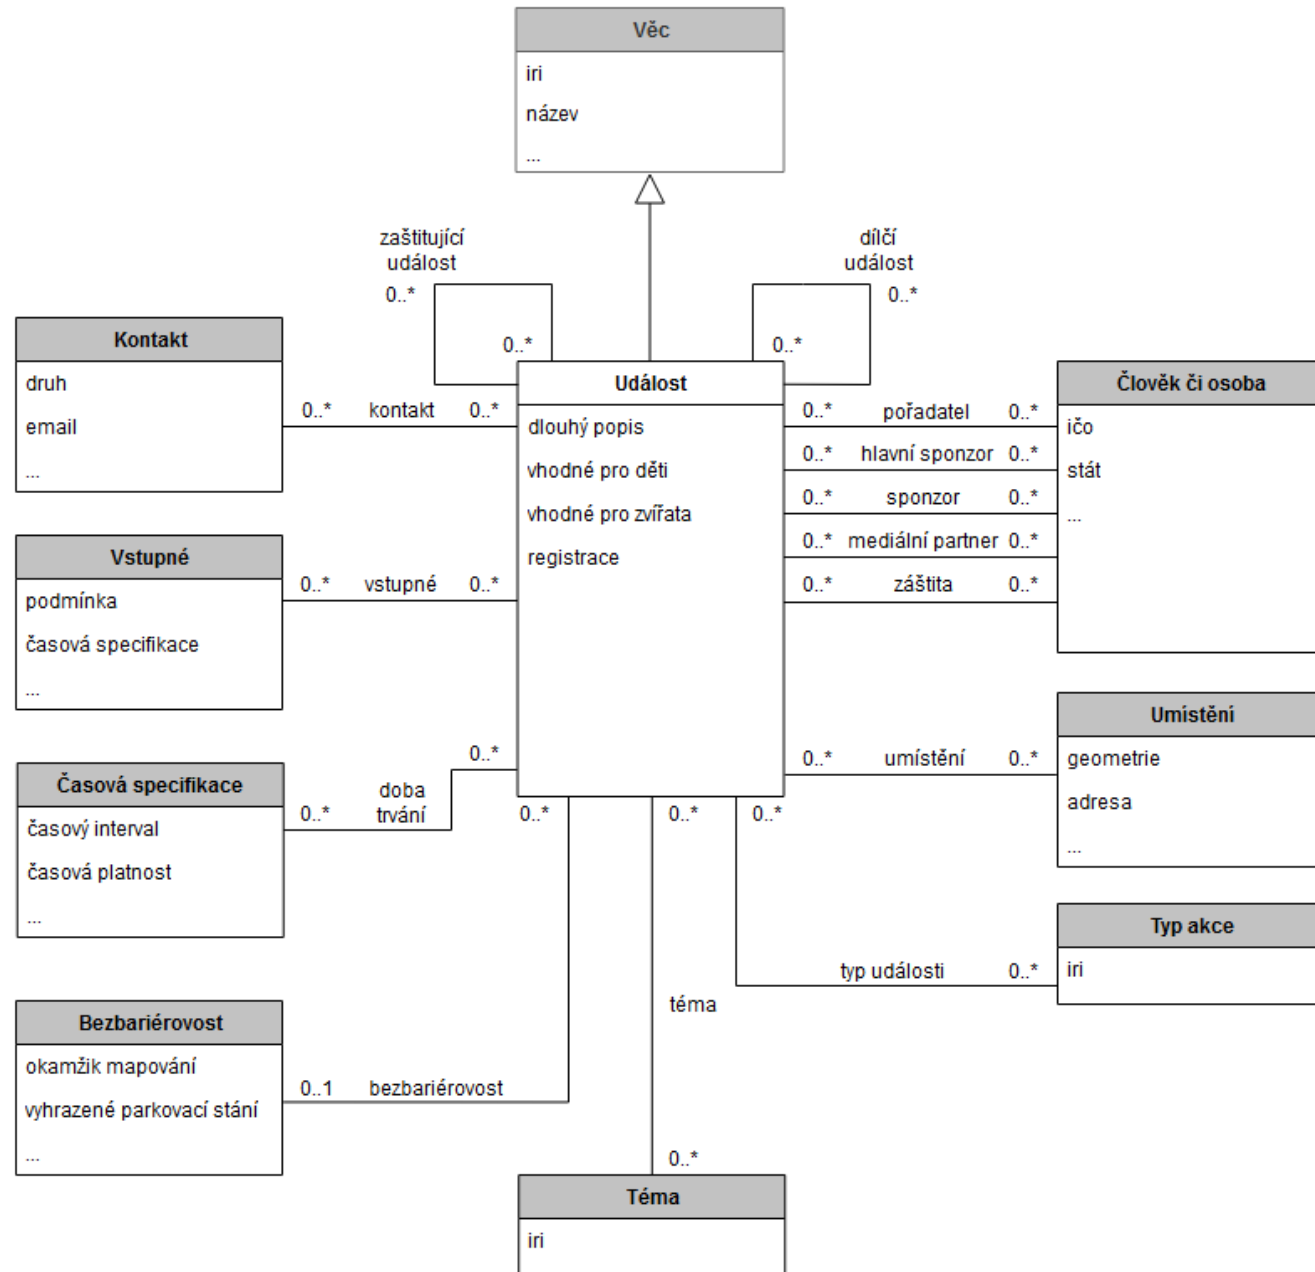 Věc
iri
název
...
zaštitující
událost
0..*
0..*
dílčí
událost
0..*
0..*
Kontakt
druh
email
...
0..* kontakt 0..*
Událost
dlouhý popis
vhodné pro děti
vhodné pro zvířata
registrace
0..* pořadatel 0..*
0..* hlavní sponzor 0..*
0..* sponzor 0..*
0..* mediální partner 0..*
0..* záštita 0..*
Člověk či osoba
ičo
stát
...
Vstupné
podmínka
časová specifikace
...
0..* vstupné 0..*
Umístění
geometrie
adresa
...
0..* umístění 0..*
Časová specifikace
časový interval
časová platnost
...
0..*
doba
0..* trvání
0..*
0..*
0..*
Typ akce
iri
typ události 0..*
téma
Bezbariérovost
okamžik mapování
vyhrazené parkovací stání
...
0..1 bezbariérovost
0..*
Téma
iri